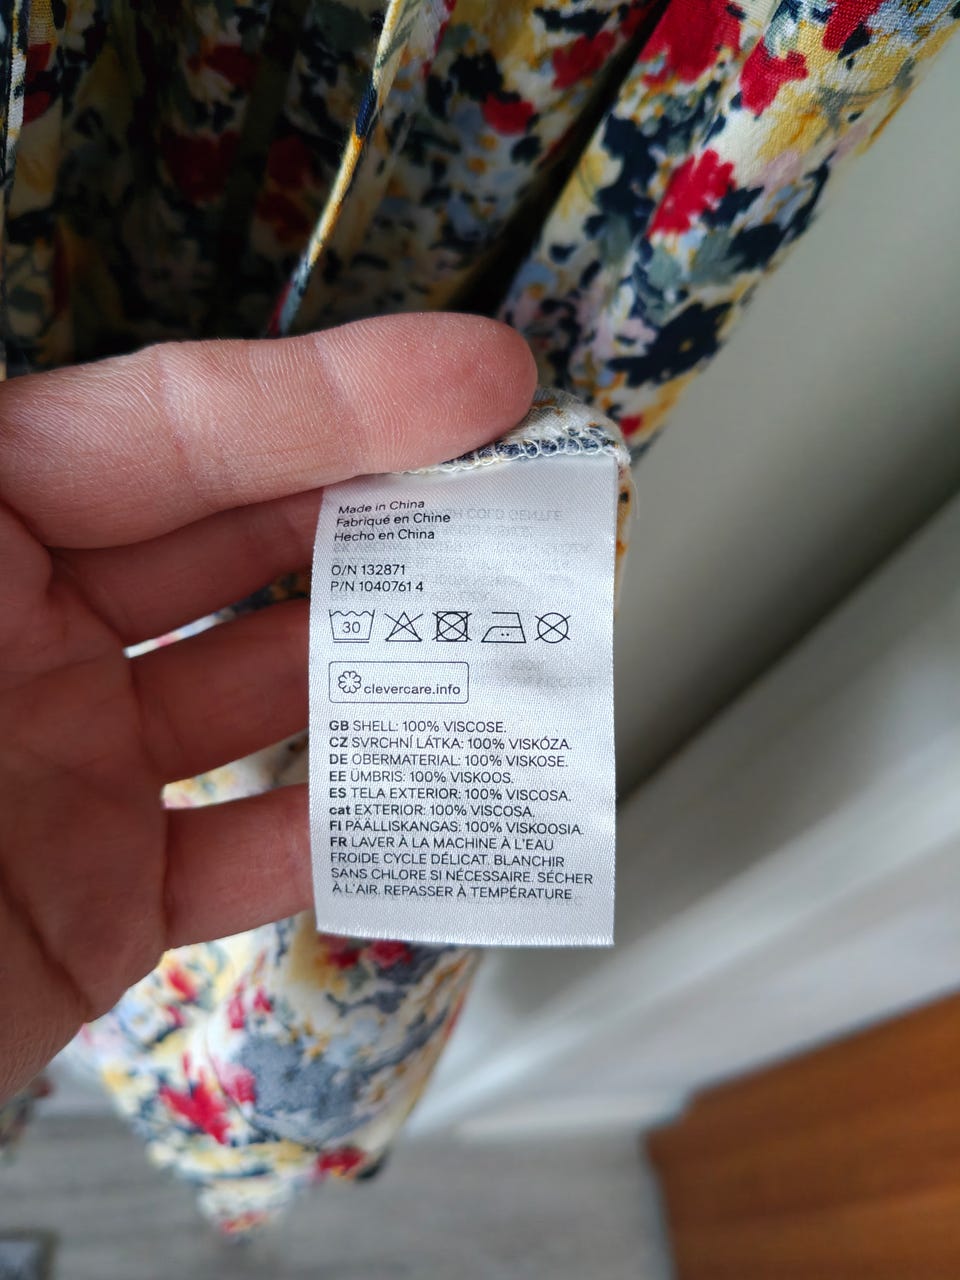 Made in China
Fabriqué en Chine
Hecho en China
O/N 132871
P/N 1040761 4
30
clevercare.info
GB SHELL: 100% VISCOSE.
CZ SVRCHNÍ LÁTKA: 100% VISKÓZA.
DE OBERMATERIAL: 100% VISKOSE.
EE ÜMBRIS: 100% VISKOOS.
ES TELA EXTERIOR: 100% VISCOSA.
cat EXTERIOR: 100% VISCOSA.
FI PÄÄLLISKANGAS: 100% VISKOOSIA.
FR LAVER À LA MACHINE À L'EAU
FROIDE CYCLE DÉLICAT. BLANCHIR
SANS CHLORE SI NÉCESSAIRE. SÉCHER
À L'AIR. REPASSER À TEMPÉRATURE